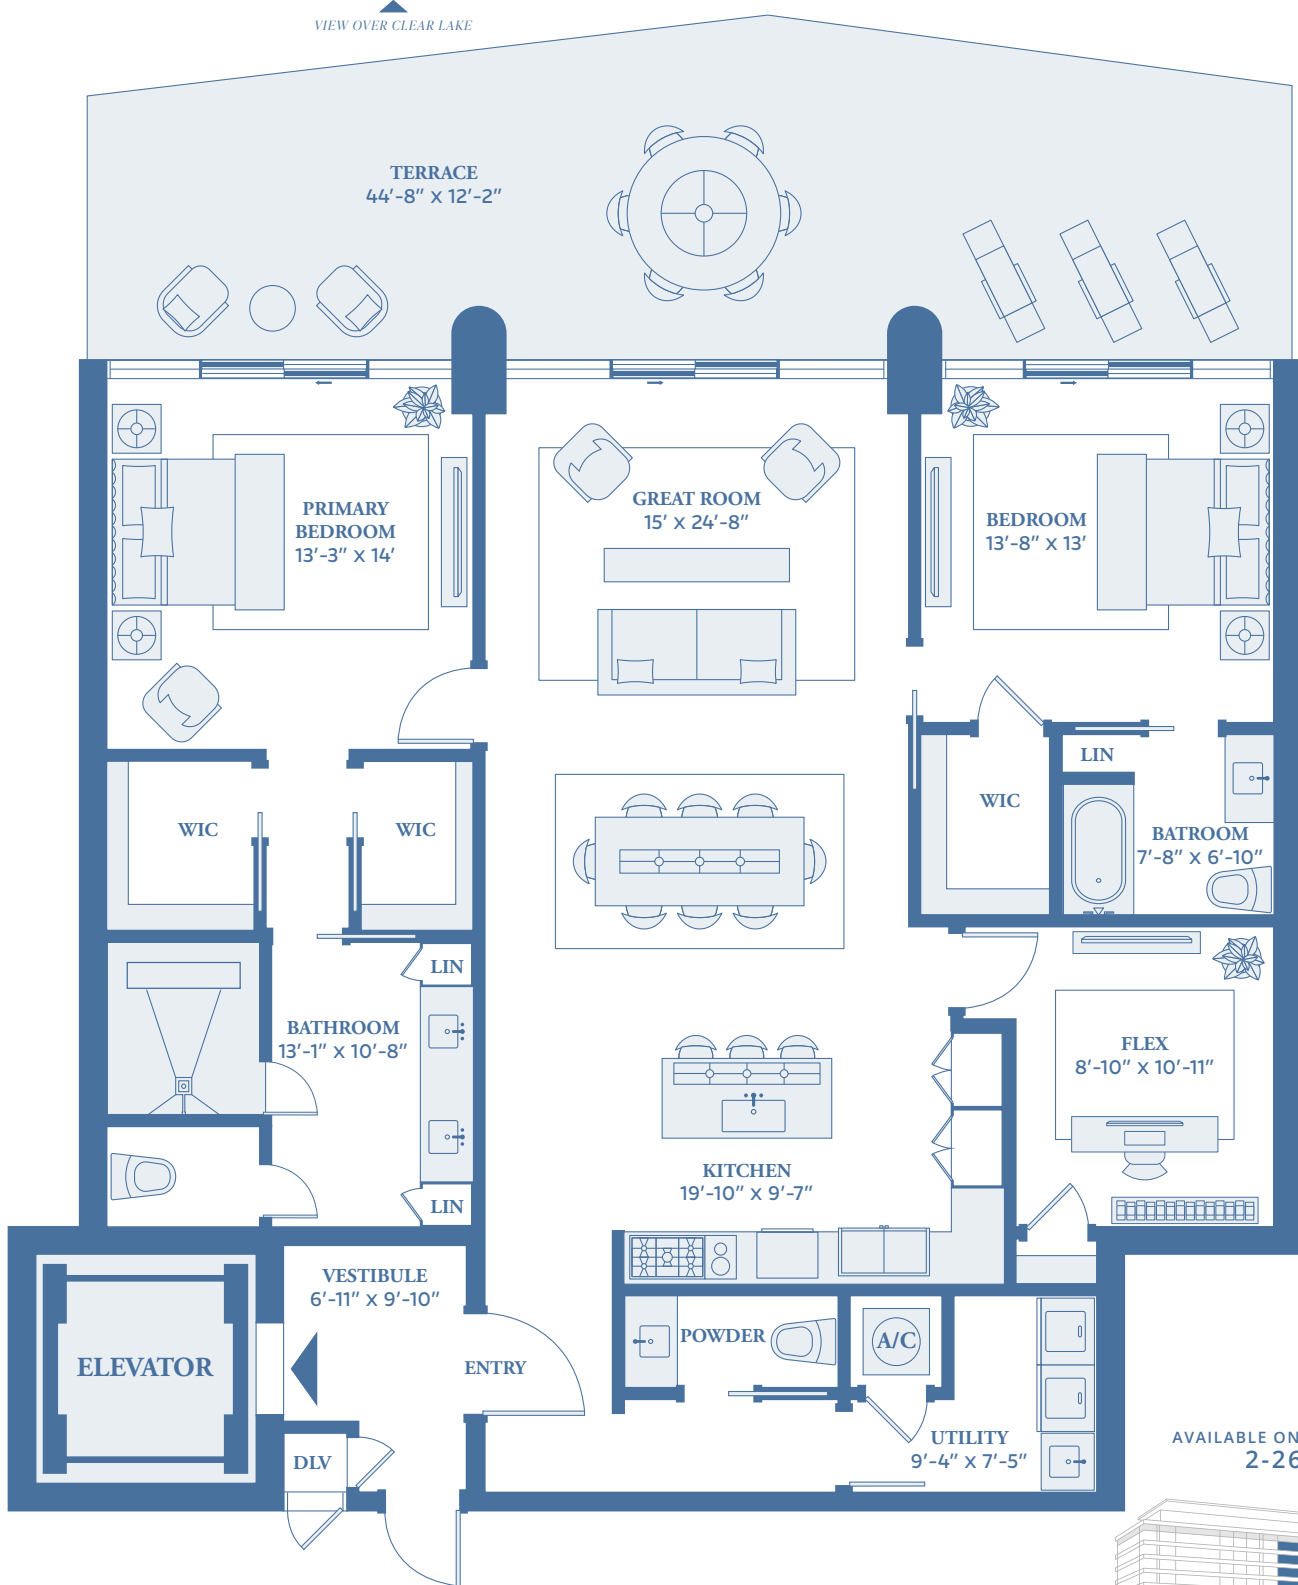 VIEW OVER CLEAR LAKE
TERRACE
44'-8" X 12'-2"
PRIMARY
BEDROOM
13'-3" X 14'
GREAT ROOM
15' X 24'-8"
BEDROOM
13'-8" X 13'
WIC
WIC
WIC
LIN
BATROOM
7'-8" X 6'-10"
LIN
BATHROOM
13'-1" X 10'-8"
LIN
FLEX
8'-10" X 10'-11"
KITCHEN
19'-10" X 9'-7"
VESTIBULE
6'-11" X 9'-10"
ELEVATOR
ENTRY
POWDER
A/C
UTILITY
9'-4" X 7'-5"
DLV
AVAILABLE ON
2-26